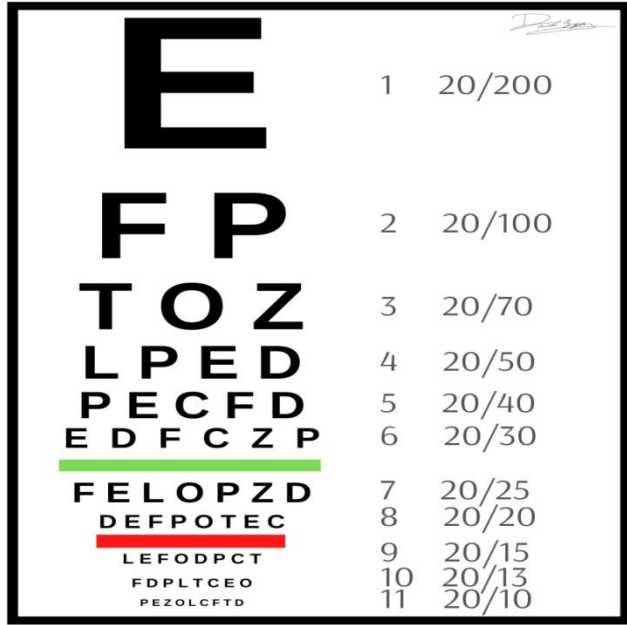 E 1 20/200
F P 2 20/100
T O Z 3 20/70
L P E D 4 20/50
P E C F D 5 20/40
E D F C Z P 6 20/30
F E L O P Z D 7 20/25
D E F P O T E C 8 20/20
L E F O D P C T 9 20/15
F D P L T C E O 10 20/13
P E Z O L C F T D 11 20/10